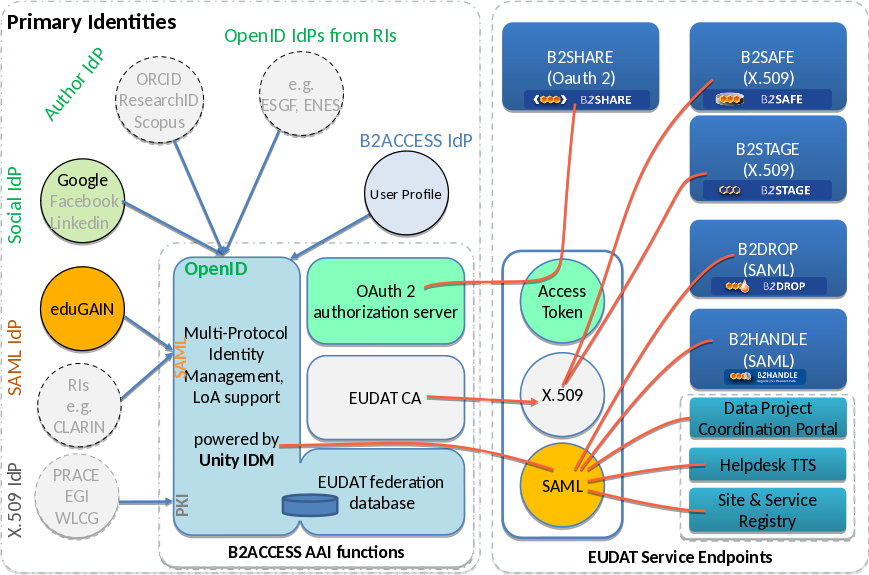 Primary Identities
Author IdP
OpenID IdPs from RIs
ORCID
ResearchID
Scopus
e.g.
ESGF, ENES
B2ACCESS IdP
Social IdP
Google
Facebook
Linkedin
User Profile
SAML IdP
eduGAIN
RIs
e.g.
CLARIN
X.509 IdP
PRACE
EGI
WLCG
OpenID
SAML
PKI
Multi-Protocol
Identity
Management,
LoA support
powered by
Unity IDM
OAuth 2
authorization server
EUDAT CA
EUDAT federation
database
B2ACCESS AAI functions
B2SHARE
(Oauth 2)
B2SHARE
B2SAFE
(X.509)
B2SAFE
B2STAGE
(X.509)
B2STAGE
B2DROP
(SAML)
B2DROP
B2HANDLE
(SAML)
B2HANDLE
Access
Token
X.509
SAML
Data Project
Coordination Portal
Helpdesk TTS
Site & Service
Registry
EUDAT Service Endpoints